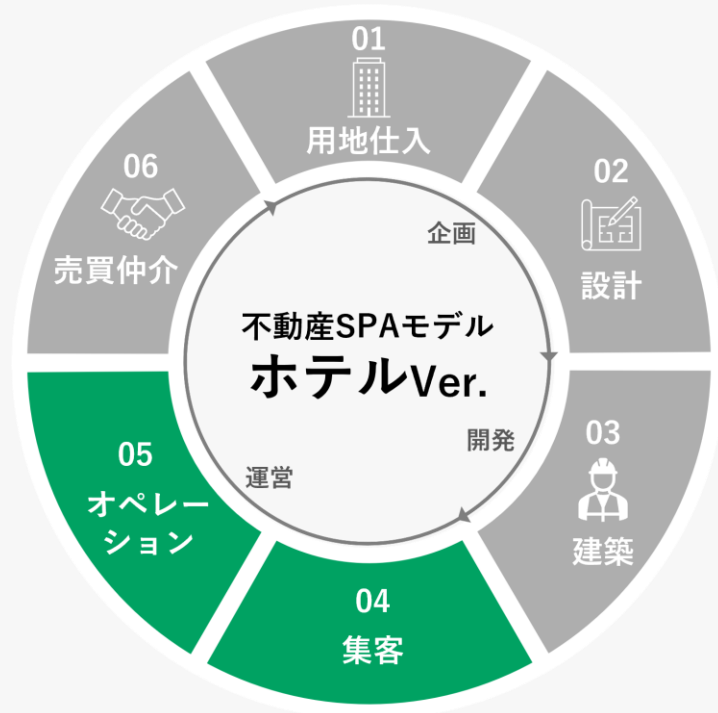 01
用地仕入
02
設計
03
建築
04
集客
05
オペレー
ション
06
売買仲介
企画
開発
運営
不動産SPAモデル
ホテルVer.